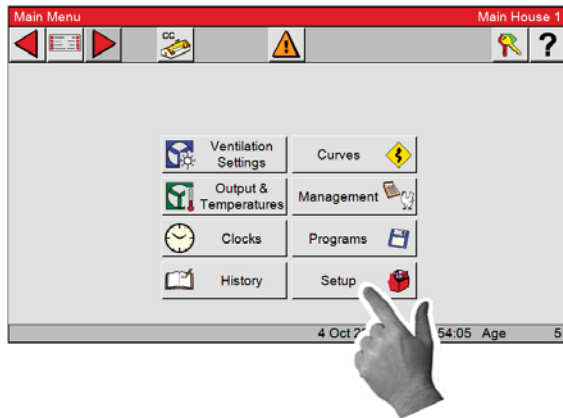 Main Menu
Main House 1
CC
?
Ventilation
Settings
Curves
Output &
Temperatures
Management
Clocks
Programs
History
Setup
4 Oct 2
54:05 Age 5